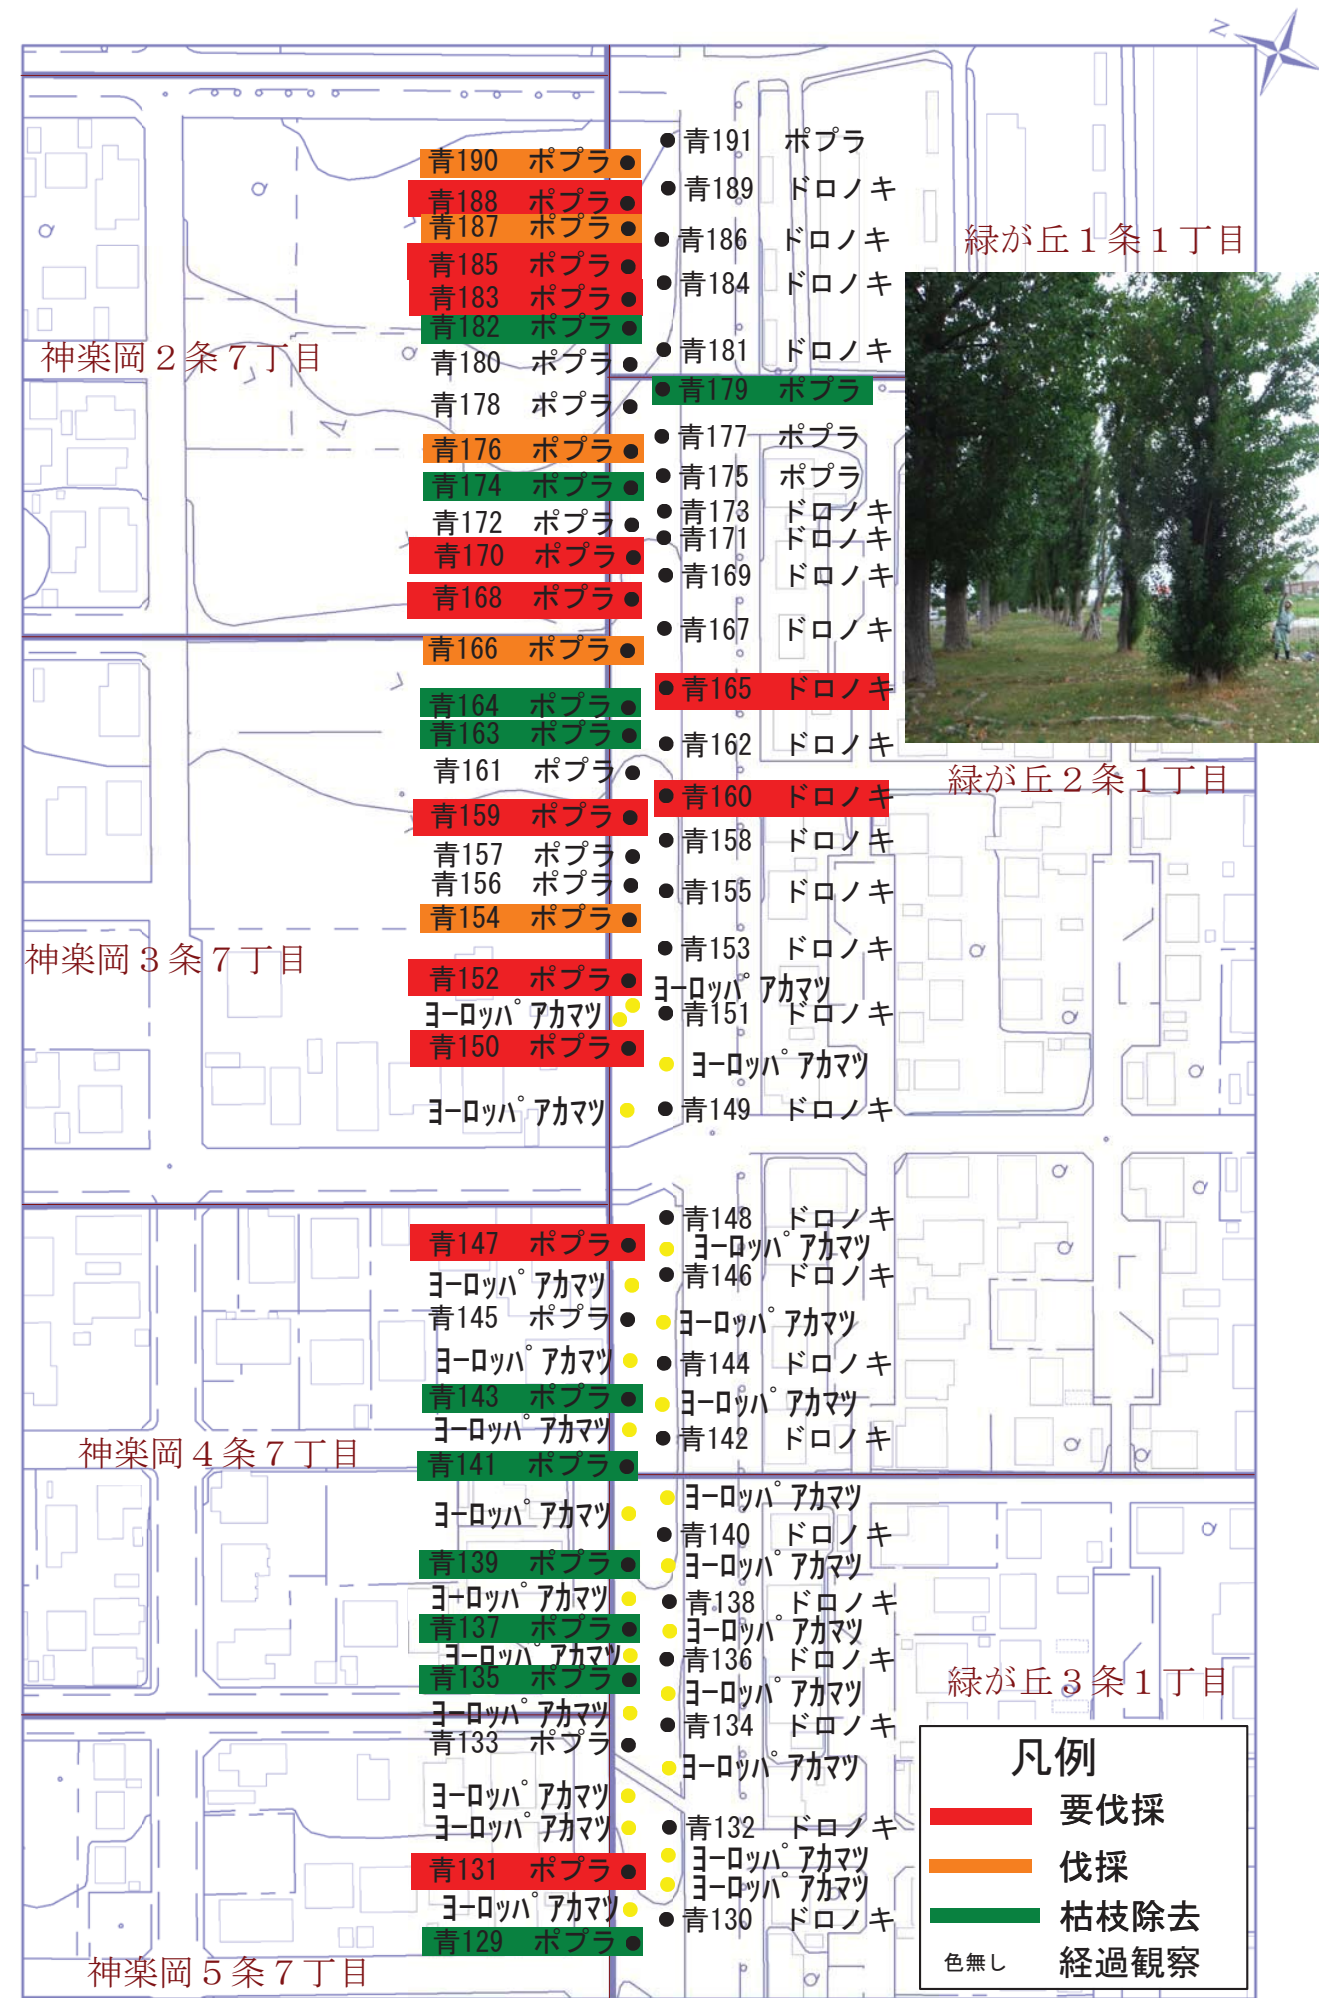 N
青191 ポプラ
青190 ポプラ
青189 ドロノキ
青188 ポプラ
青187 ポプラ
青186 ドロノキ
緑が丘１条１丁目
青185 ポプラ
青184 ドロノキ
青183 ポプラ
青182 ポプラ
青181 ドロノキ
神楽岡２条７丁目
青180 ポプラ
青179 ポプラ
青178 ポプラ
青177 ポプラ
青176 ポプラ
青175 ポプラ
青174 ポプラ
青173 ドロノキ
青172 ポプラ
青171 ドロノキ
青170 ポプラ
青169 ドロノキ
青168 ポプラ
青167 ドロノキ
青166 ポプラ
青165 ドロノキ
青164 ポプラ
青163 ポプラ
青162 ドロノキ
青161 ポプラ
緑が丘２条１丁目
青160 ドロノキ
青159 ポプラ
青158 ドロノキ
青157 ポプラ
青156 ポプラ
青155 ドロノキ
青154 ポプラ
青153 ドロノキ
神楽岡３条７丁目
青152 ポプラ
ﾖｰﾛｯﾊﾟｱｶﾏﾂ
ﾖｰﾛｯﾊﾟｱｶﾏﾂ
青151 ドロノキ
青150 ポプラ
ﾖｰﾛｯﾊﾟｱｶﾏﾂ
ﾖｰﾛｯﾊﾟｱｶﾏﾂ
青149 ドロノキ
青148 ドロノキ
青147 ポプラ
ﾖｰﾛｯﾊﾟｱｶﾏﾂ
青146 ドロノキ
ﾖｰﾛｯﾊﾟｱｶﾏﾂ
青145 ポプラ
ﾖｰﾛｯﾊﾟｱｶﾏﾂ
ﾖｰﾛｯﾊﾟｱｶﾏﾂ
青144 ドロノキ
青143 ポプラ
ﾖｰﾛｯﾊﾟｱｶﾏﾂ
ﾖｰﾛｯﾊﾟｱｶﾏﾂ
青142 ドロノキ
神楽岡４条７丁目
青141 ポプラ
ﾖｰﾛｯﾊﾟｱｶﾏﾂ
ﾖｰﾛｯﾊﾟｱｶﾏﾂ
青140 ドロノキ
青139 ポプラ
ﾖｰﾛｯﾊﾟｱｶﾏﾂ
ﾖｰﾛｯﾊﾟｱｶﾏﾂ
青138 ドロノキ
青137 ポプラ
ﾖｰﾛｯﾊﾟｱｶﾏﾂ
ﾖｰﾛｯﾊﾟｱｶﾏﾂ
青136 ドロノキ
青135 ポプラ
緑が丘３条１丁目
ﾖｰﾛｯﾊﾟｱｶﾏﾂ
ﾖｰﾛｯﾊﾟｱｶﾏﾂ
青134 ドロノキ
青133 ポプラ
ﾖｰﾛｯﾊﾟｱｶﾏﾂ
ﾖｰﾛｯﾊﾟｱｶﾏﾂ
ﾖｰﾛｯﾊﾟｱｶﾏﾂ
青132 ドロノキ
ﾖｰﾛｯﾊﾟｱｶﾏﾂ
青131 ポプラ
ﾖｰﾛｯﾊﾟｱｶﾏﾂ
ﾖｰﾛｯﾊﾟｱｶﾏﾂ
青130 ドロノキ
青129 ポプラ
神楽岡５条７丁目
凡例
要伐採
伐採
枯枝除去
色無し 経過観察